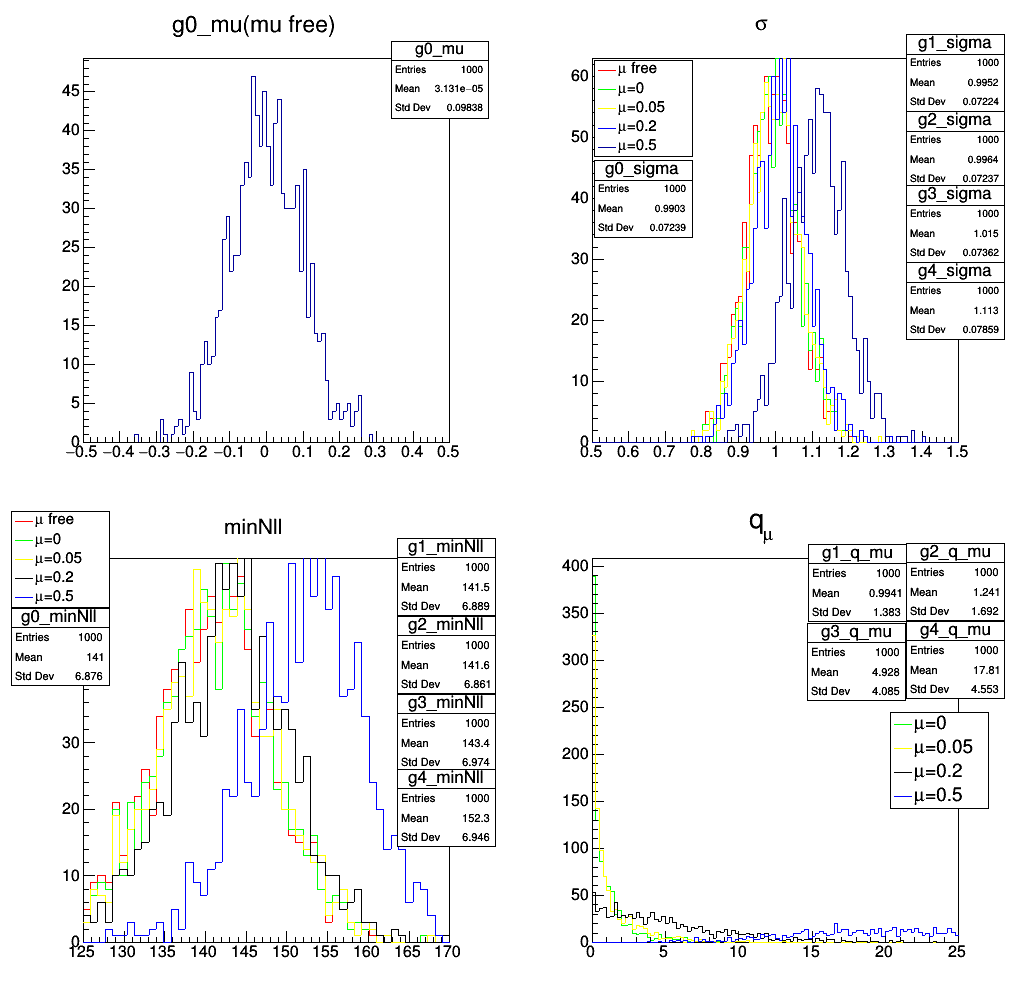 g0_mu(mu free)
g0_mu
Entries 1000
Mean 3.131e−05
Std Dev 0.09838
45
40
35
30
25
20
15
10
5
0
−0.5 −0.4 −0.3 −0.2 −0.1 0 0.1 0.2 0.3 0.4 0.5
σ
μ free
μ=0
μ=0.05
μ=0.2
μ=0.5
g0_sigma
Entries 1000
Mean 0.9903
Std Dev 0.07239
g1_sigma
Entries 1000
Mean 0.9952
Std Dev 0.07224
g2_sigma
Entries 1000
Mean 0.9964
Std Dev 0.07237
g3_sigma
Entries 1000
Mean 1.015
Std Dev 0.07362
g4_sigma
Entries 1000
Mean 1.113
Std Dev 0.07859
60
50
40
30
20
10
0
0.5 0.6 0.7 0.8 0.9 1 1.1 1.2 1.3 1.4 1.5
minNll
μ free
μ=0
μ=0.05
μ=0.2
μ=0.5
g0_minNll
Entries 1000
Mean 141
Std Dev 6.876
g1_minNll
Entries 1000
Mean 141.5
Std Dev 6.889
g2_minNll
Entries 1000
Mean 141.6
Std Dev 6.861
g3_minNll
Entries 1000
Mean 143.4
Std Dev 6.974
g4_minNll
Entries 1000
Mean 152.3
Std Dev 6.946
30
20
10
0
125 130 135 140 145 150 155 160 165 170
qμ
g1_q_mu
Entries 1000
Mean 0.9941
Std Dev 1.383
g2_q_mu
Entries 1000
Mean 1.241
Std Dev 1.692
g3_q_mu
Entries 1000
Mean 4.928
Std Dev 4.085
g4_q_mu
Entries 1000
Mean 17.81
Std Dev 4.553
μ=0
μ=0.05
μ=0.2
μ=0.5
400
350
300
250
200
150
100
50
0
0 5 10 15 20 25